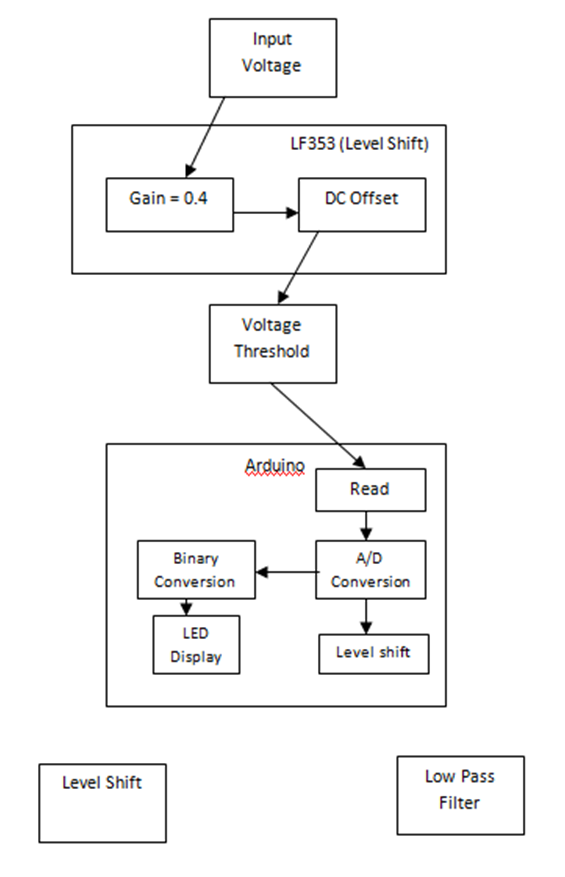 Input
Voltage
LF353 (Level Shift)
Gain = 0.4
DC Offset
Voltage
Threshold
Arduino
Read
Binary
Conversion
A/D
Conversion
LED
Display
Level shift
Level Shift
Low Pass
Filter